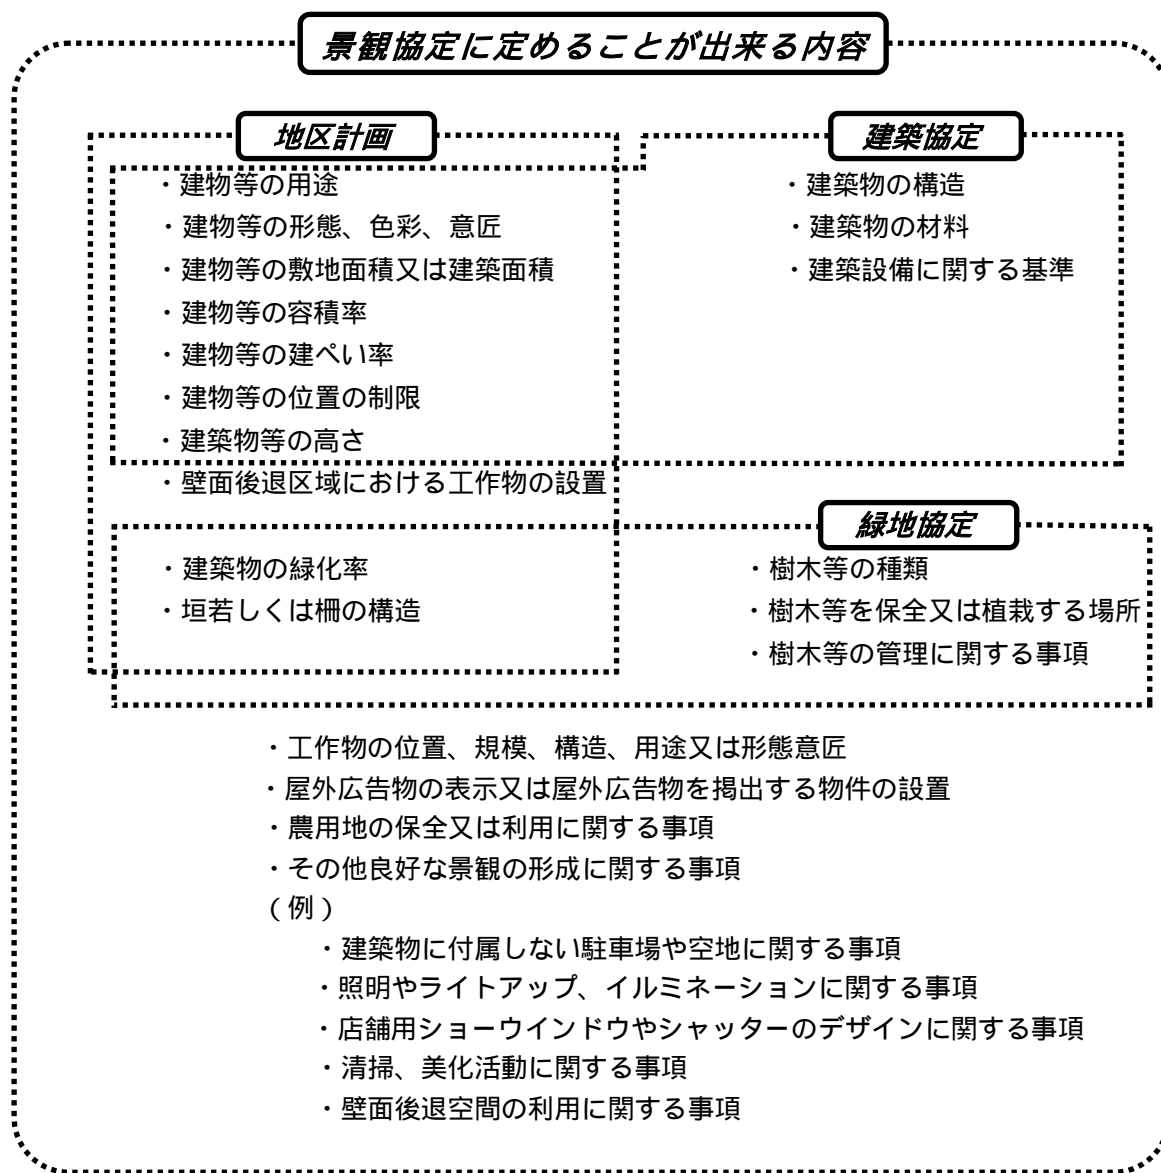 景観協定に定めることが出来る内容
地区計画
建築協定
・建物等の用途
・建物等の形態、色彩、意匠
・建物等の敷地面積又は建築面積
・建物等の容積率
・建物等の建ぺい率
・建物等の位置の制限
・建築物等の高さ
・壁面後退区域における工作物の設置
・建築物の構造
・建築物の材料
・建築設備に関する基準
緑地協定
・建築物の緑化率
・垣若しくは柵の構造
・樹木等の種類
・樹木等を保全又は植栽する場所
・樹木等の管理に関する事項
・工作物の位置、規模、構造、用途又は形態意匠
・屋外広告物の表示又は屋外広告物を掲出する物件の設置
・農用地の保全又は利用に関する事項
・その他良好な景観の形成に関する事項
（例）
・建築物に付属しない駐車場や空地に関する事項
・照明やライトアップ、イルミネーションに関する事項
・店舗用ショーウインドウやシャッターのデザインに関する事項
・清掃、美化活動に関する事項
・壁面後退空間の利用に関する事項